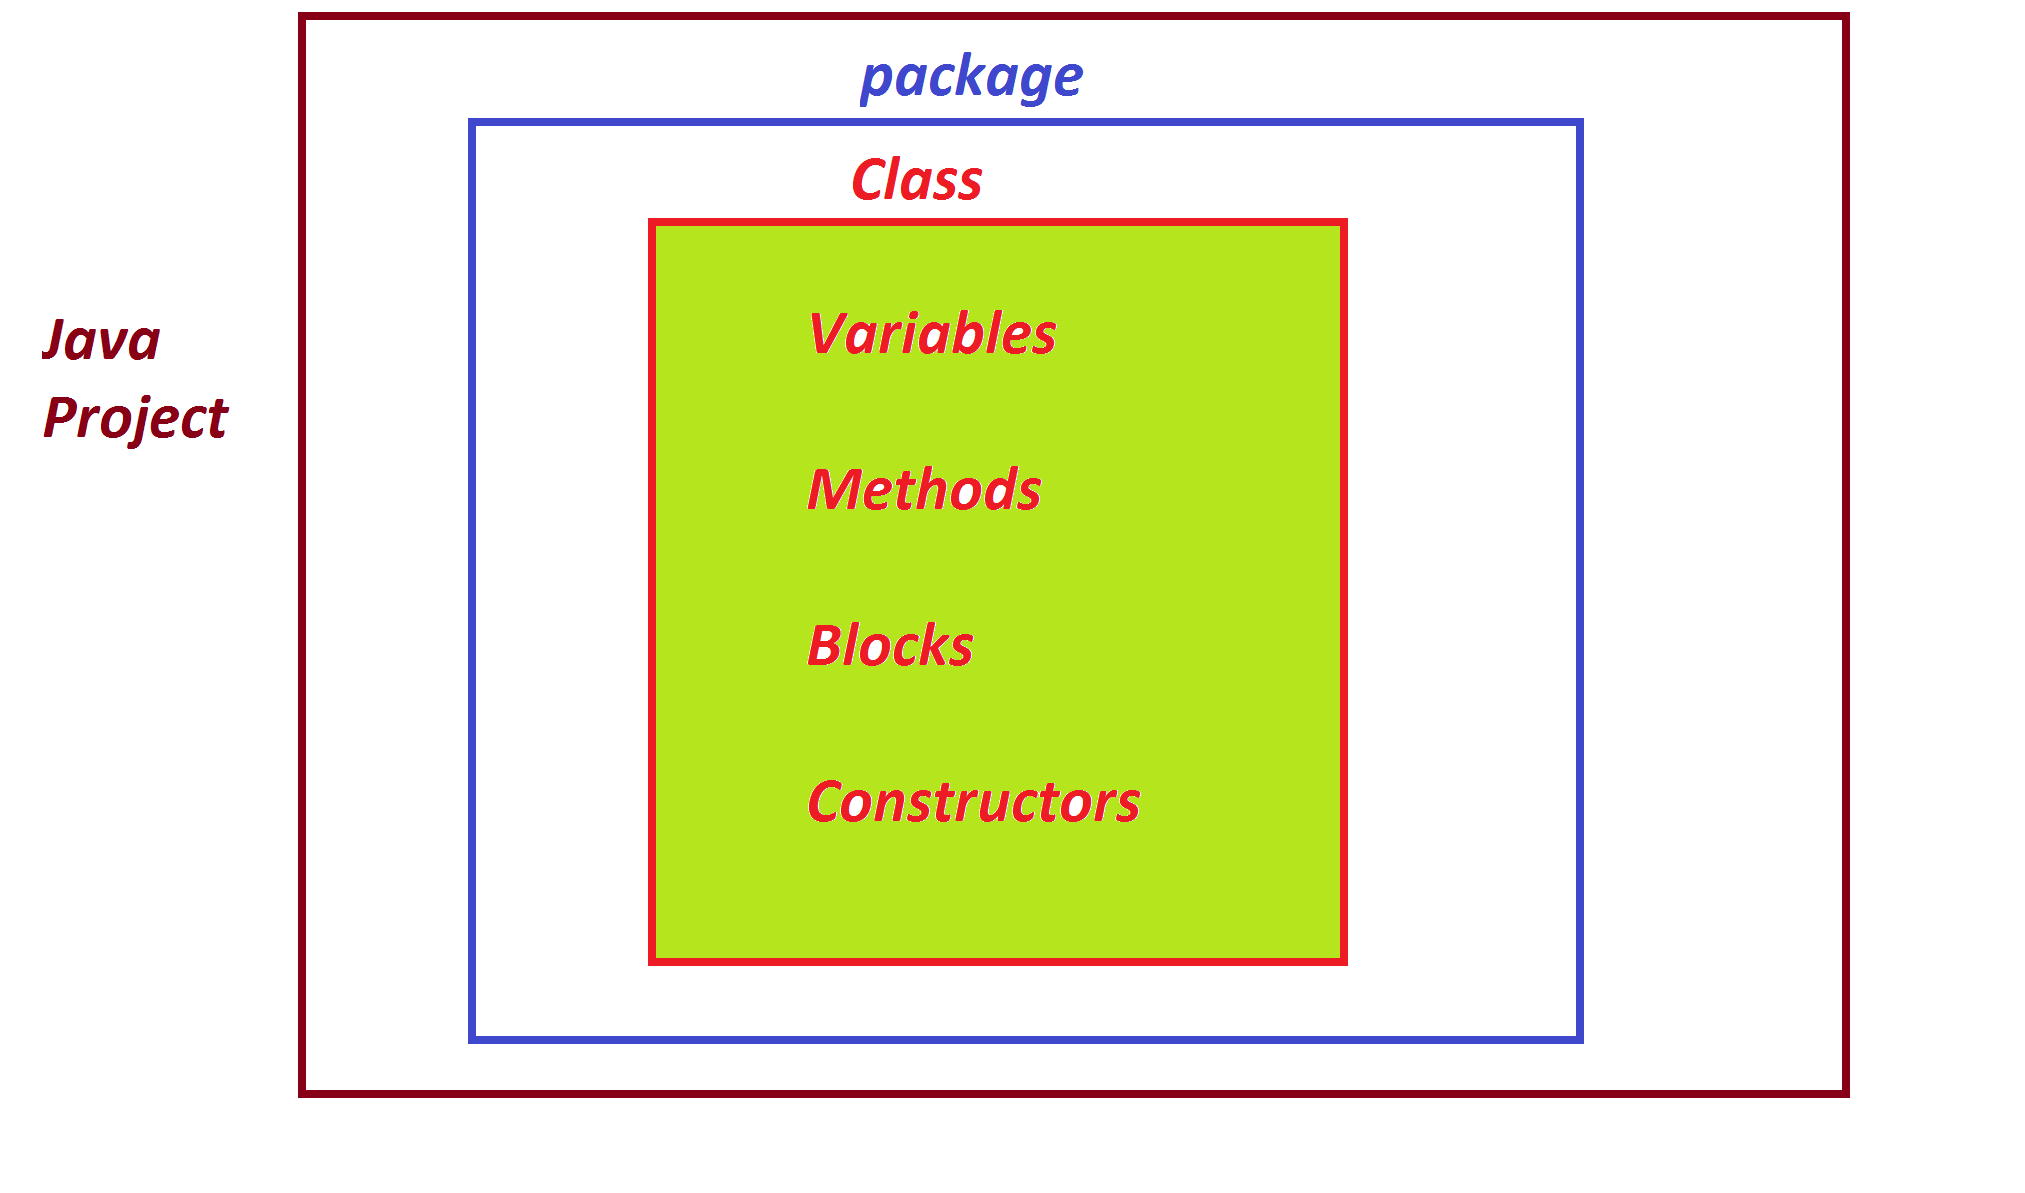 package
Class
Java
Project
Variables
Methods
Blocks
Constructors